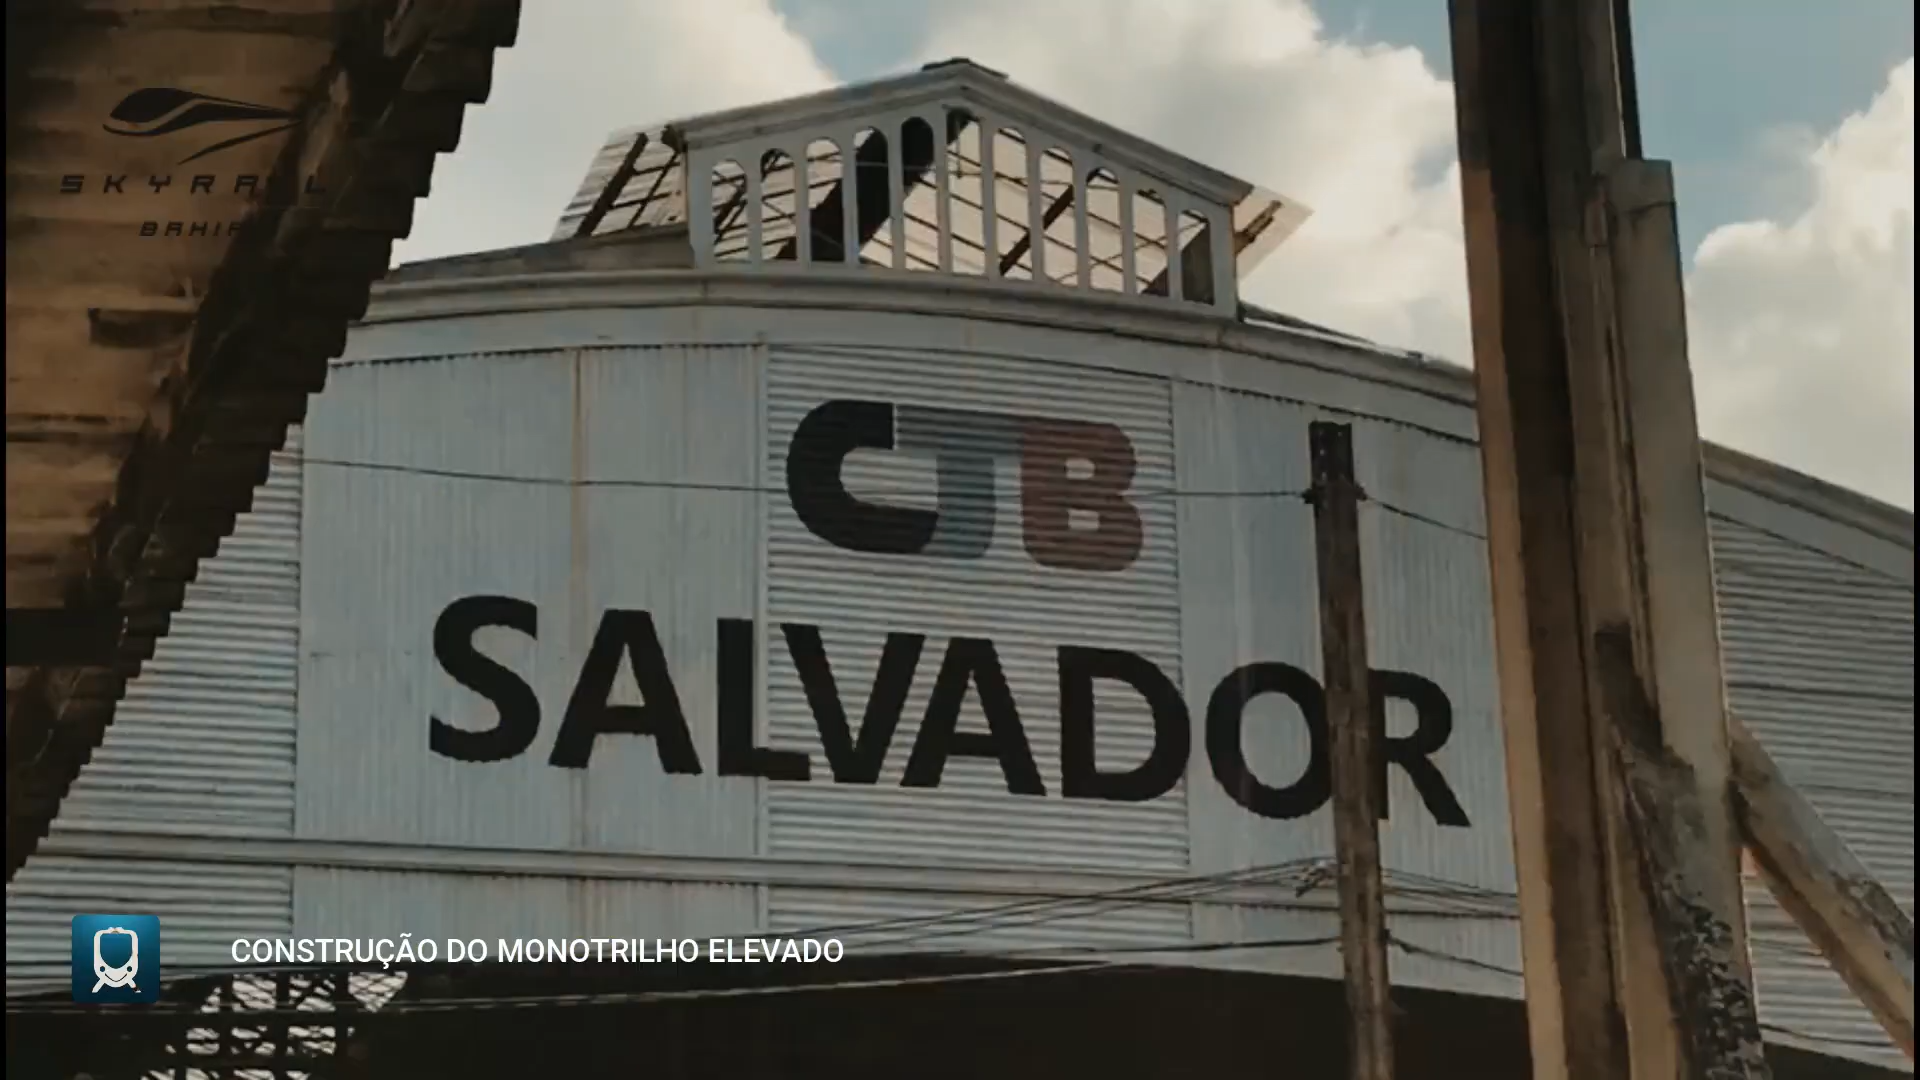 SKYRAIL
BAHIA
CTB
SALVADOR
CONSTRUÇÃO DO MONOTRILHO ELEVADO